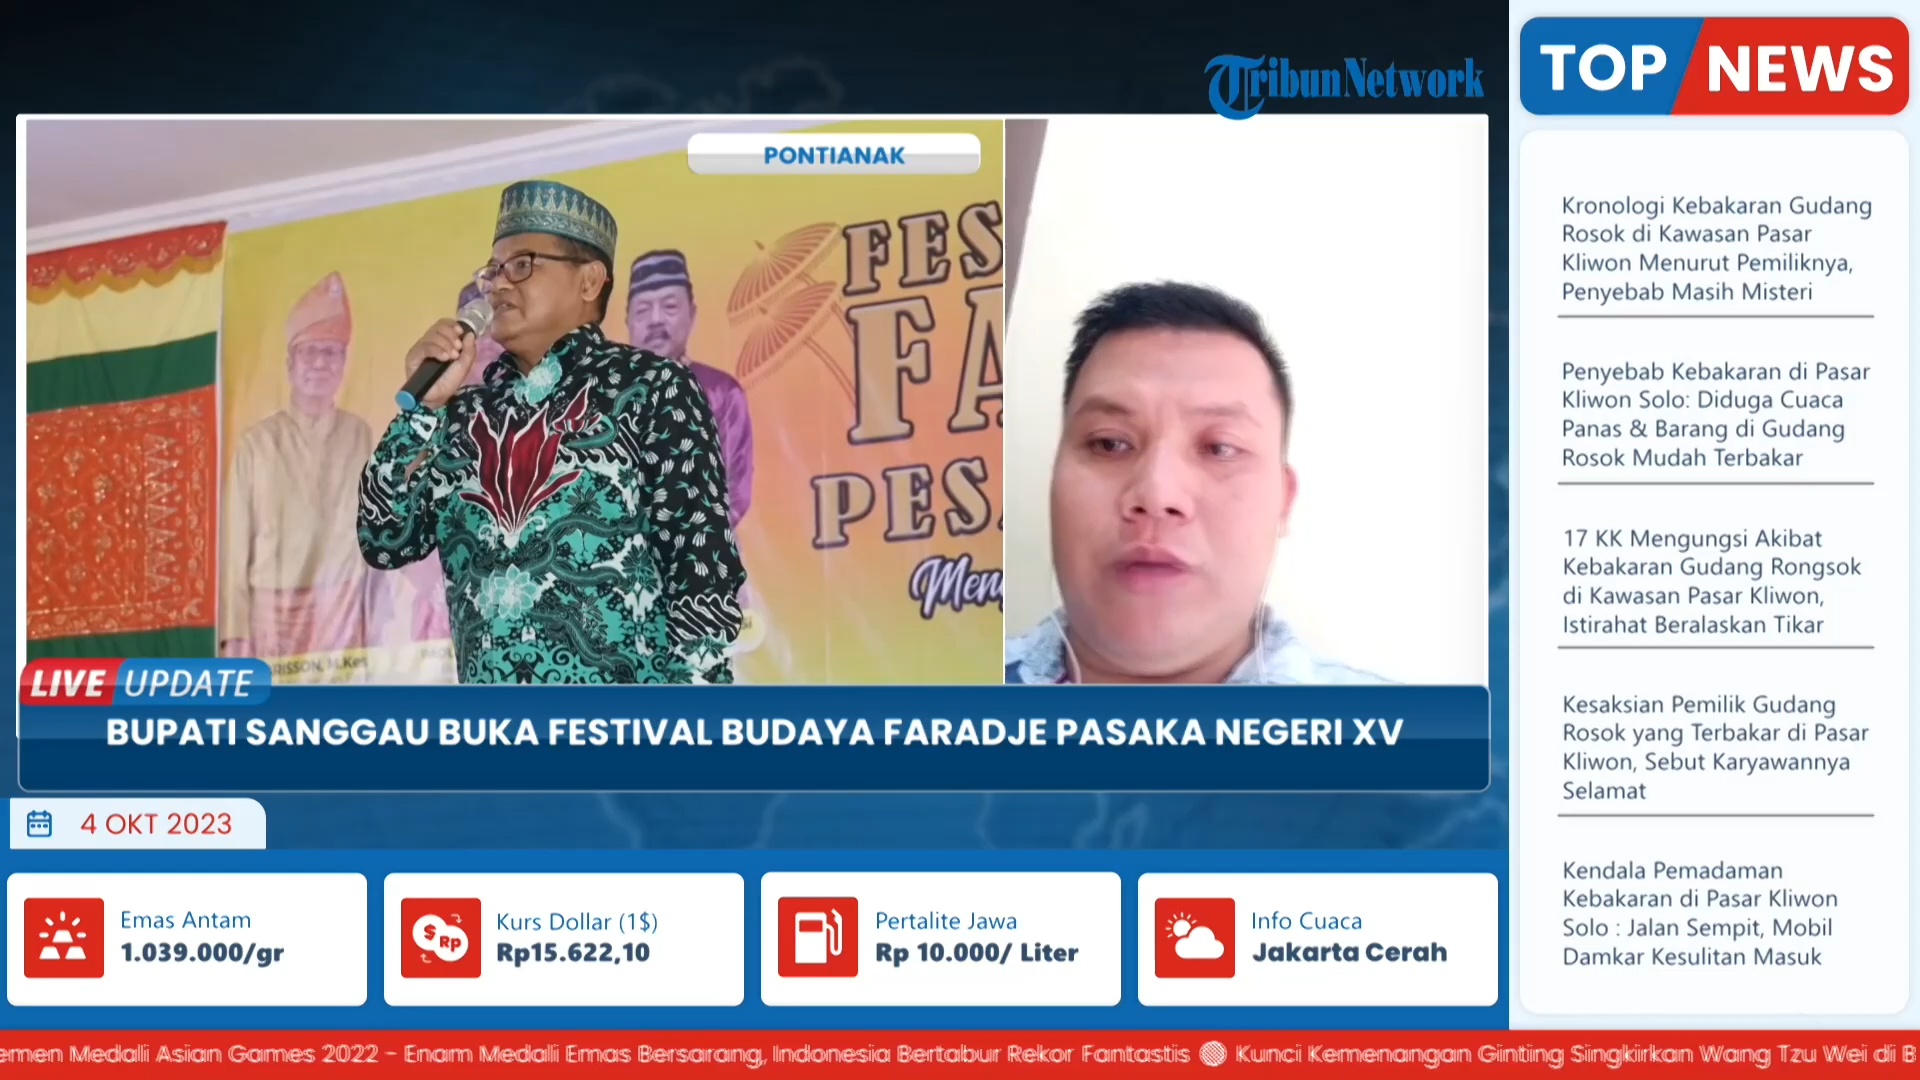 TribunNetwork
TOP NEWS
PONTIANAK
FES
FA
PES
Men
RISSON, M.Kes
LIVE UPDATE
BUPATI SANGGAU BUKA FESTIVAL BUDAYA FARADJE PASAKA NEGERI XV
4 OKT 2023
Emas Antam
1.039.000/gr
Kurs Dollar (1$)
Rp15.622,10
Pertalite Jawa
Rp 10.000/ Liter
Info Cuaca
Jakarta Cerah
Kronologi Kebakaran Gudang
Rosok di Kawasan Pasar
Kliwon Menurut Pemiliknya,
Penyebab Masih Misteri
Penyebab Kebakaran di Pasar
Kliwon Solo: Diduga Cuaca
Panas & Barang di Gudang
Rosok Mudah Terbakar
17 KK Mengungsi Akibat
Kebakaran Gudang Rongsok
di Kawasan Pasar Kliwon,
Istirahat Beralaskan Tikar
Kesaksian Pemilik Gudang
Rosok yang Terbakar di Pasar
Kliwon, Sebut Karyawannya
Selamat
Kendala Pemadaman
Kebakaran di Pasar Kliwon
Solo : Jalan Sempit, Mobil
Damkar Kesulitan Masuk
emen Medali Asian Games 2022 - Enam Medali Emas Bersarang, Indonesia Bertabur Rekor Fantastis Kunci Kemenangan Ginting Singkirkan Wang Tzu Wei di B